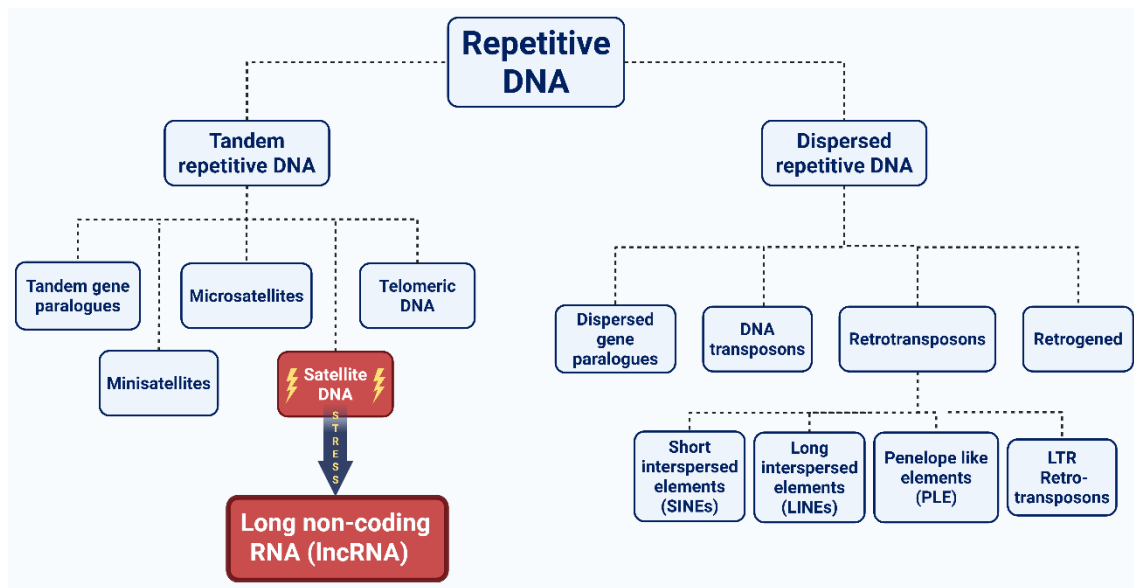 Repetitive
DNA
Tandem
repetitive DNA
Dispersed
repetitive DNA
Tandem gene
paralogues
Microsatellites
Telomeric
DNA
Minisatellites
Satellite
DNA
STRESS
Long non-coding
RNA (lncRNA)
Dispersed
gene
paralogues
DNA
transposons
Retrotransposons
Retrogened
Short
interspersed
elements
(SINEs)
Long
interspersed
elements
(LINEs)
Penelope like
elements
(PLE)
LTR
Retro-
transposons